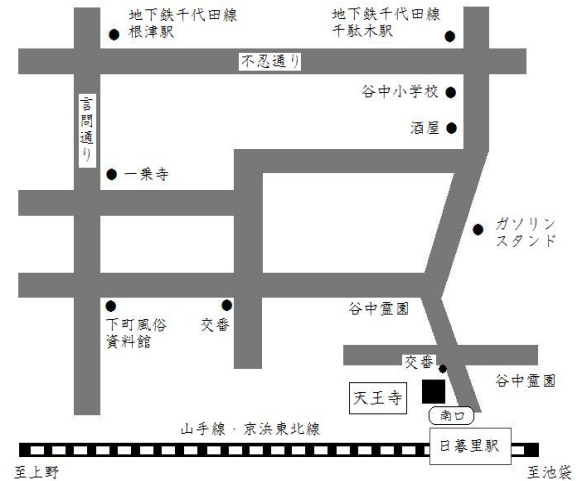 地下鉄千代田線
根津駅
地下鉄千代田線
千駄木駅
不忍通り
谷中小学校
言問通り
酒屋
一乗寺
ガソリン
スタンド
谷中霊園
下町風俗
資料館
交番
交番
谷中霊園
天王寺
南口
山手線・京浜東北線
日暮里駅
至上野
至池袋